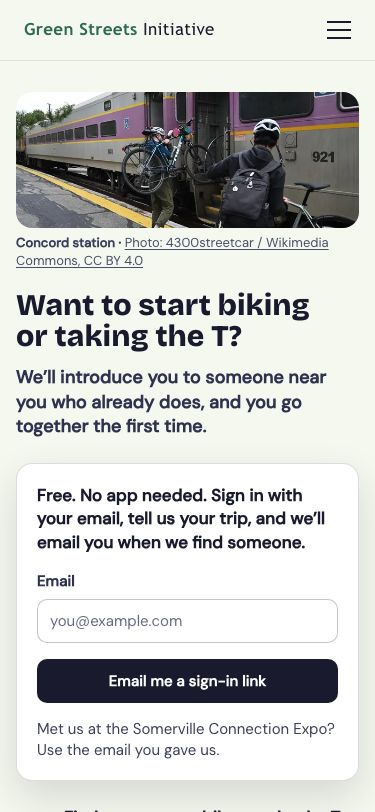 Green Streets Initiative
921
Concord station · Photo: 4300streetcar / Wikimedia
Commons, CC BY 4.0
Want to start biking
or taking the T?
We’ll introduce you to someone near
you who already does, and you go
together the first time.
Free. No app needed. Sign in with
your email, tell us your trip, and we’ll
email you when we find someone.
Email
you@example.com
Email me a sign-in link
Met us at the Somerville Connection Expo?
Use the email you gave us.